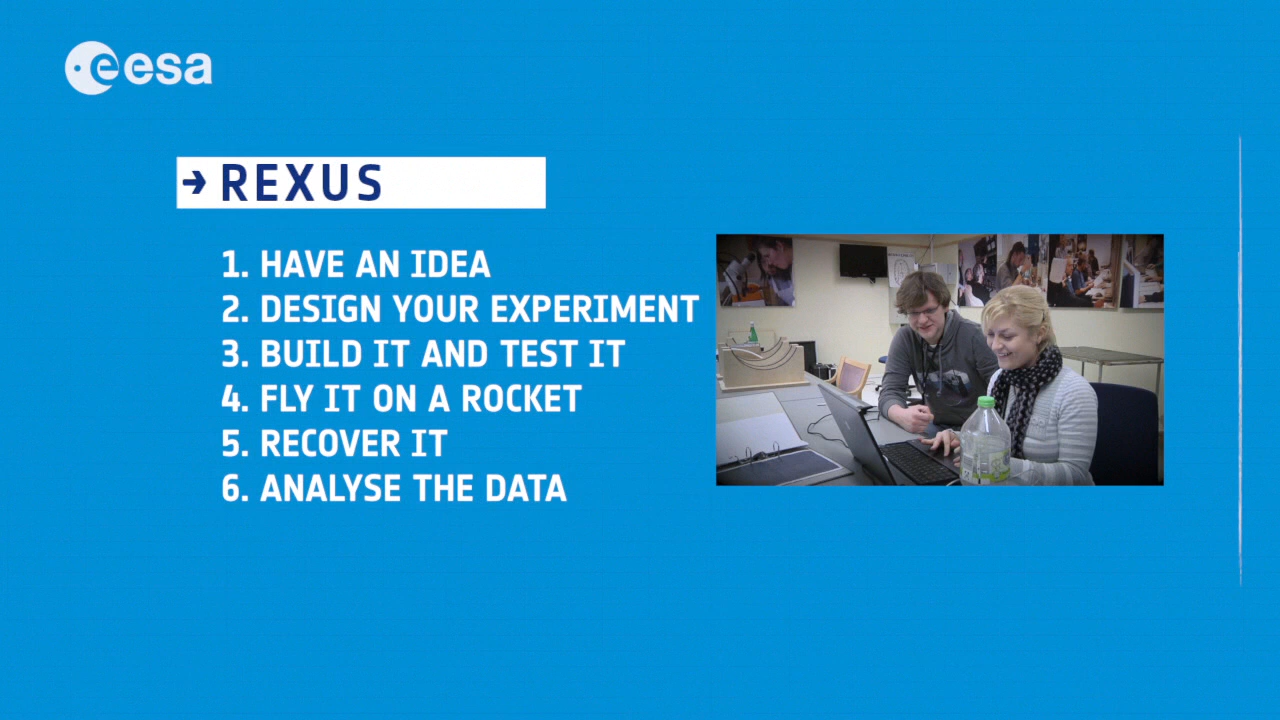 esa
→ REXUS
1. HAVE AN IDEA
2. DESIGN YOUR EXPERIMENT
3. BUILD IT AND TEST IT
4. FLY IT ON A ROCKET
5. RECOVER IT
6. ANALYSE THE DATA